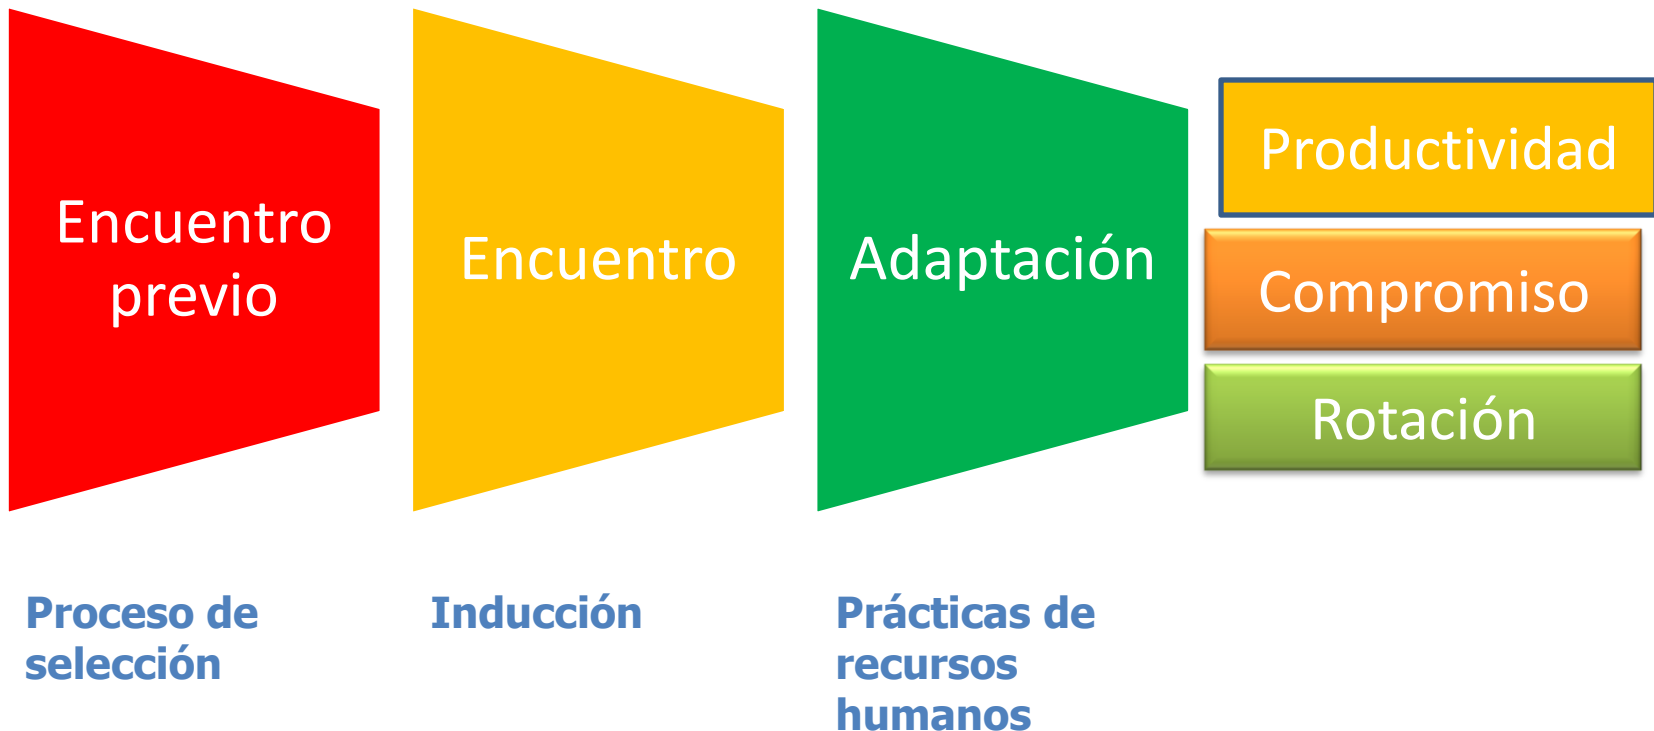 Encuentro
previo
Encuentro
Adaptación
Productividad
Compromiso
Rotación
Proceso de
selección
Inducción
Prácticas de
recursos
humanos